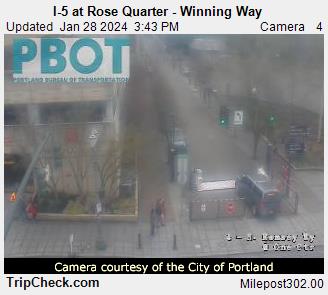 I-5 at Rose Quarter - Winning Way
Updated Jan 28 2024 3:43 PM Camera 4
PBOT
PORTLAND BUREAU OF TRANSPORTATION
Camera courtesy of the City of Portland
TripCheck.com Milepost302.00